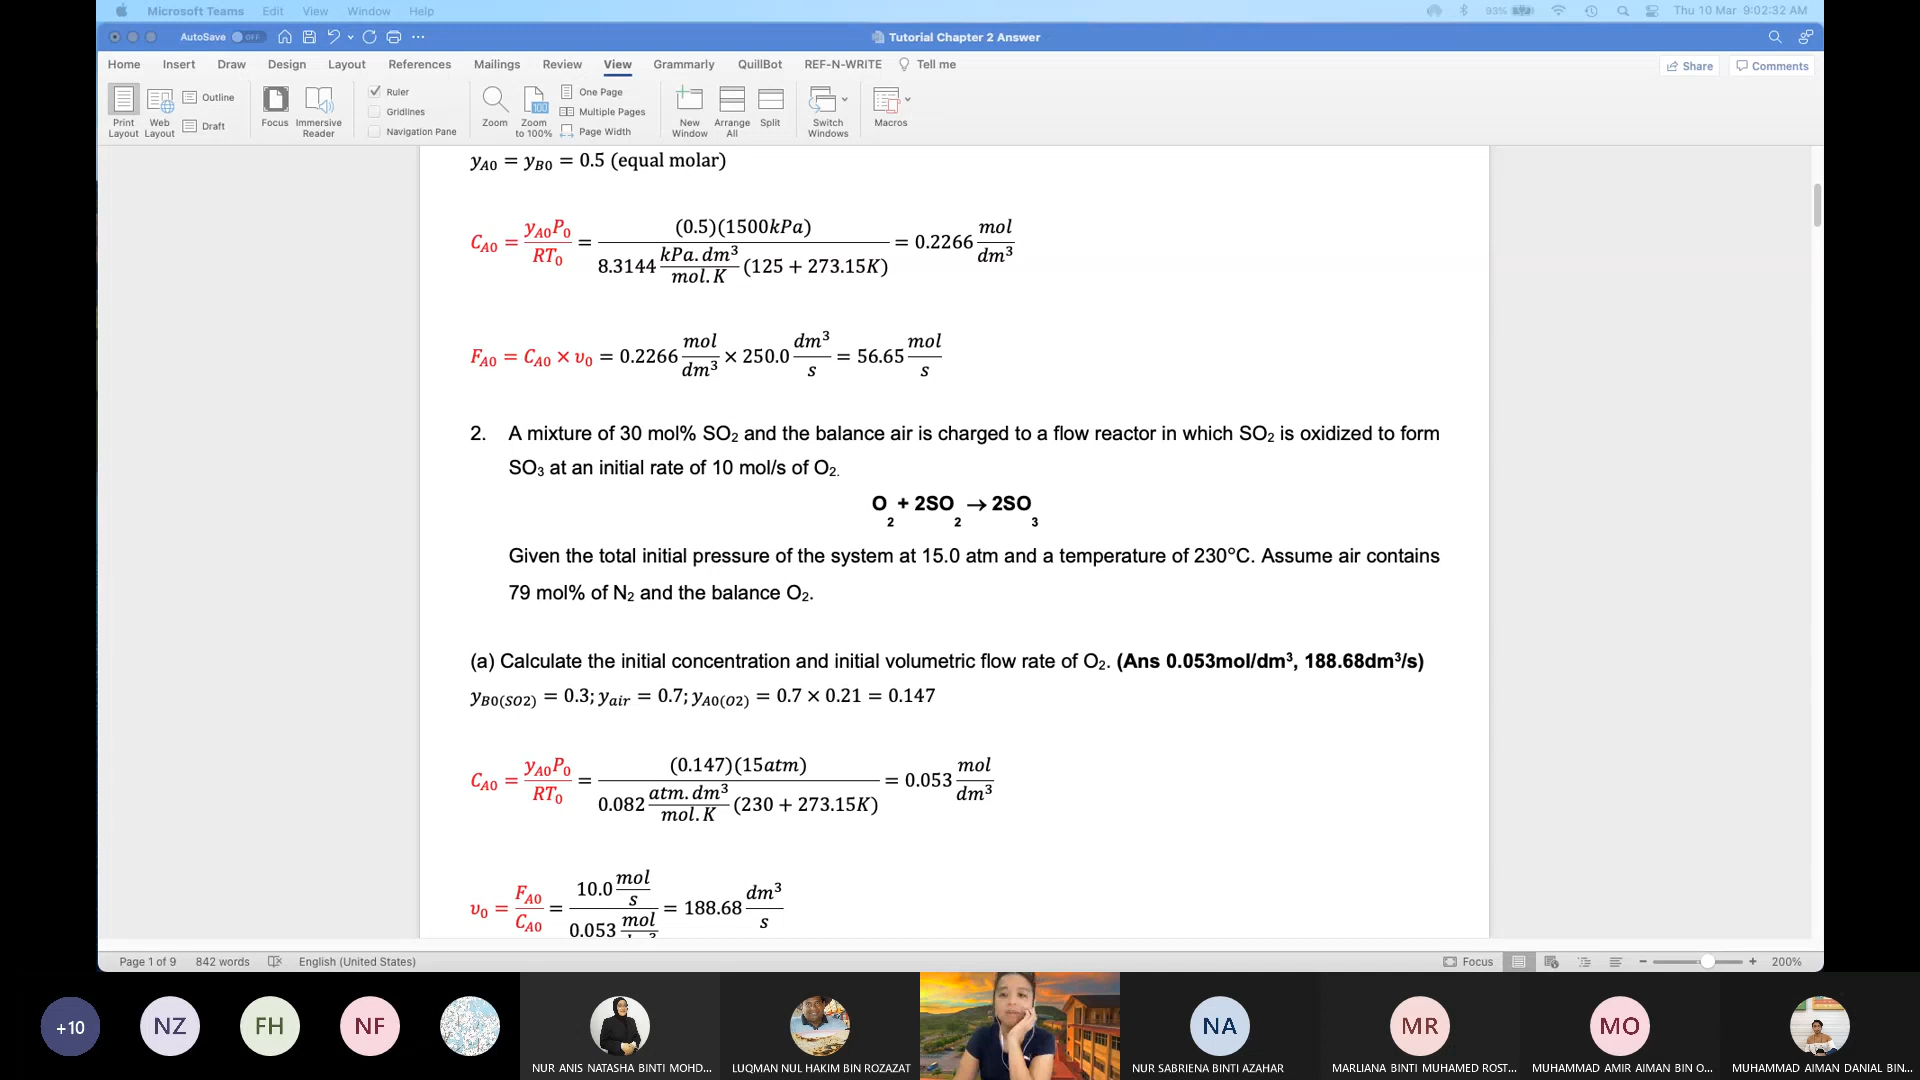 Microsoft Teams Edit View Window Help 93% Thu 10 Mar 9:02:32 AM
AutoSave OFF Tutorial Chapter 2 Answer
Home Insert Draw Design Layout References Mailings Review View Grammarly QuillBot REF-N-WRITE Tell me Share Comments
Print Layout Web Layout Outline Draft Focus Immersive Reader Ruler Gridlines Navigation Pane Zoom Zoom to 100% One Page Multiple Pages Page Width New Window Arrange All Split Switch Windows Macros
y_A0 = y_B0 = 0.5 (equal molar)
C_A0 = y_A0 P_0 / RT_0 = (0.5)(1500kPa) / 8.3144 kPa.dm³/mol.K (125 + 273.15K) = 0.2266 mol/dm³
F_A0 = C_A0 × υ_0 = 0.2266 mol/dm³ × 250.0 dm³/s = 56.65 mol/s
2. A mixture of 30 mol% SO₂ and the balance air is charged to a flow reactor in which SO₂ is oxidized to form
SO₃ at an initial rate of 10 mol/s of O₂.
O₂ + 2SO₂ → 2SO₃
Given the total initial pressure of the system at 15.0 atm and a temperature of 230°C. Assume air contains
79 mol% of N₂ and the balance O₂.
(a) Calculate the initial concentration and initial volumetric flow rate of O₂. (Ans 0.053mol/dm³, 188.68dm³/s)
y_B0(SO2) = 0.3; y_air = 0.7; y_A0(O2) = 0.7 × 0.21 = 0.147
C_A0 = y_A0 P_0 / RT_0 = (0.147)(15atm) / 0.082 atm.dm³/mol.K (230 + 273.15K) = 0.053 mol/dm³
υ_0 = F_A0 / C_A0 = 10.0 mol/s / 0.053 mol/dm³ = 188.68 dm³/s
Page 1 of 9 842 words English (United States) Focus 200%
+10 NZ FH NF NA MR MO
NUR ANIS NATASHA BINTI MOHD... LUQMAN NUL HAKIM BIN ROZAZAT NUR SABRIENA BINTI AZAHAR MARLIANA BINTI MUHAMED ROST... MUHAMMAD AMIR AIMAN BIN O... MUHAMMAD AIMAN DANIAL BIN...